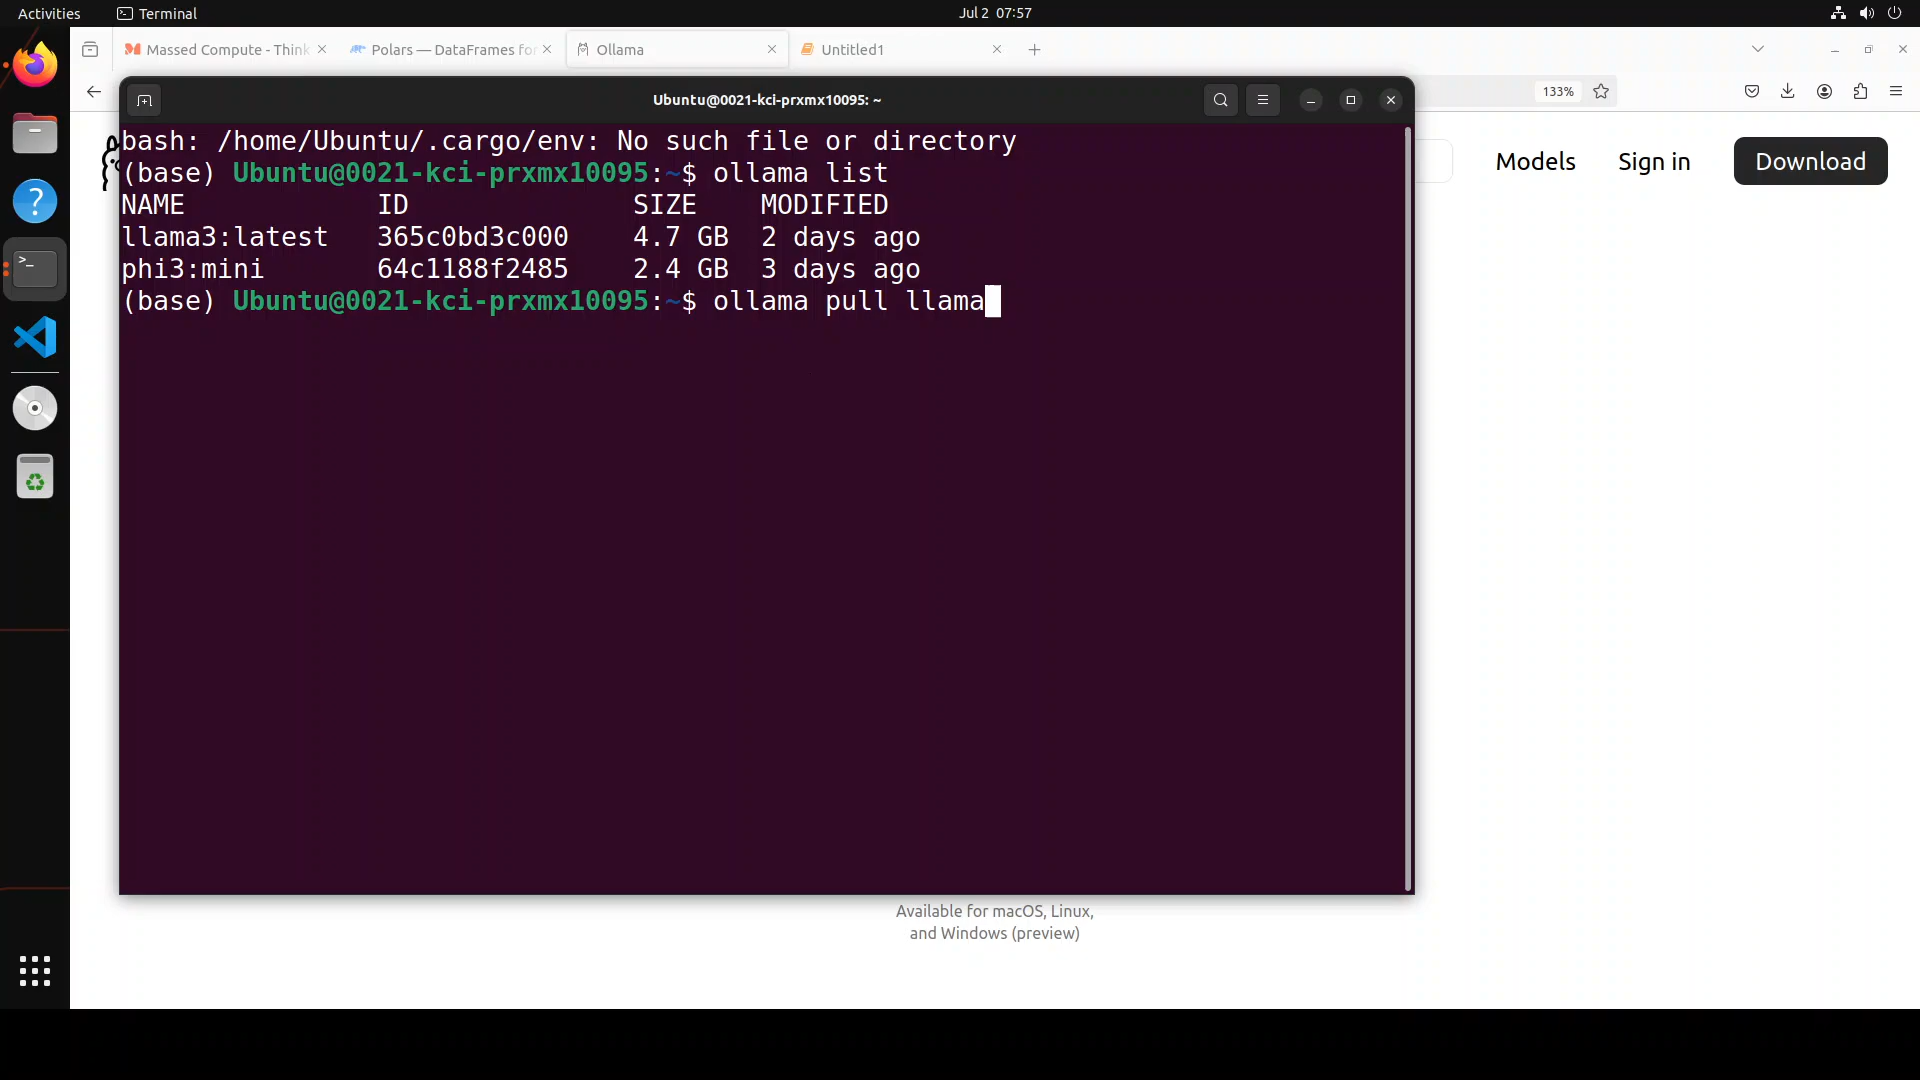 Activities Terminal Jul 2 07:57
Massed Compute - Think Polars — DataFrames for Ollama Untitled1
133%
Ubuntu@0021-kci-prxmx10095: ~
Models Sign in Download
bash: /home/Ubuntu/.cargo/env: No such file or directory
(base) Ubuntu@0021-kci-prxmx10095:~$ ollama list
NAME ID SIZE MODIFIED
llama3:latest 365c0bd3c000 4.7 GB 2 days ago
phi3:mini 64c1188f2485 2.4 GB 3 days ago
(base) Ubuntu@0021-kci-prxmx10095:~$ ollama pull llama
Available for macOS, Linux,
and Windows (preview)